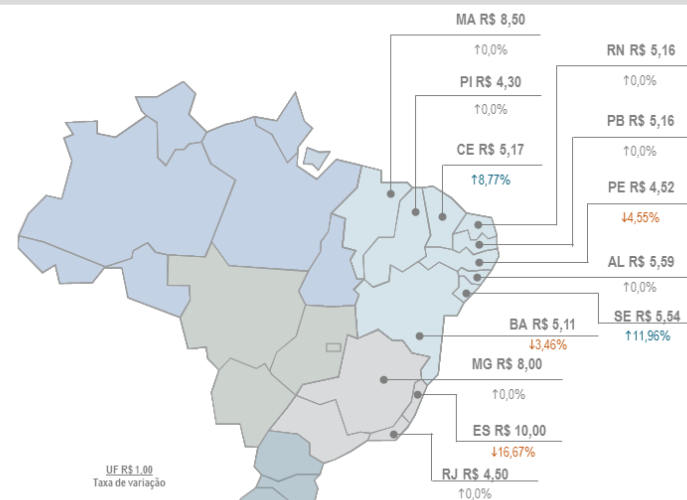 MA R$ 8,50
↑0,0%
RN R$ 5,16
↑0,0%
PI R$ 4,30
↑0,0%
PB R$ 5,16
↑0,0%
CE R$ 5,17
↑8,77%
PE R$ 4,52
↓4,55%
AL R$ 5,59
↑0,0%
SE R$ 5,54
↑11,96%
BA R$ 5,11
↓3,46%
MG R$ 8,00
↑0,0%
ES R$ 10,00
↓16,67%
RJ R$ 4,50
↑0,0%
UF R$ 1,00
Taxa de variação